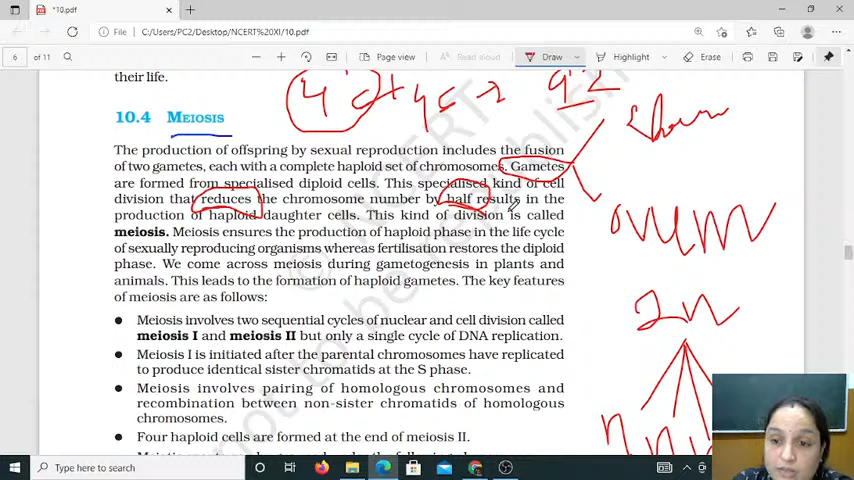 *10.pdf
File | C:/Users/PC2/Desktop/NCERT XI/10.pdf
6 of 11
Page view
Read aloud
Draw
Highlight
Erase
their life.
10.4 MEIOSIS
The production of offspring by sexual reproduction includes the fusion
of two gametes, each with a complete haploid set of chromosomes. Gametes
are formed from specialised diploid cells. This specialised kind of cell
division that reduces the chromosome number by half results in the
production of haploid daughter cells. This kind of division is called
meiosis. Meiosis ensures the production of haploid phase in the life cycle
of sexually reproducing organisms whereas fertilisation restores the diploid
phase. We come across meiosis during gametogenesis in plants and
animals. This leads to the formation of haploid gametes. The key features
of meiosis are as follows:
● Meiosis involves two sequential cycles of nuclear and cell division called
meiosis I and meiosis II but only a single cycle of DNA replication.
● Meiosis I is initiated after the parental chromosomes have replicated
to produce identical sister chromatids at the S phase.
● Meiosis involves pairing of homologous chromosomes and
recombination between non-sister chromatids of homologous
chromosomes.
● Four haploid cells are formed at the end of meiosis II.
ovum
2n
n
n
Type here to search
ENG